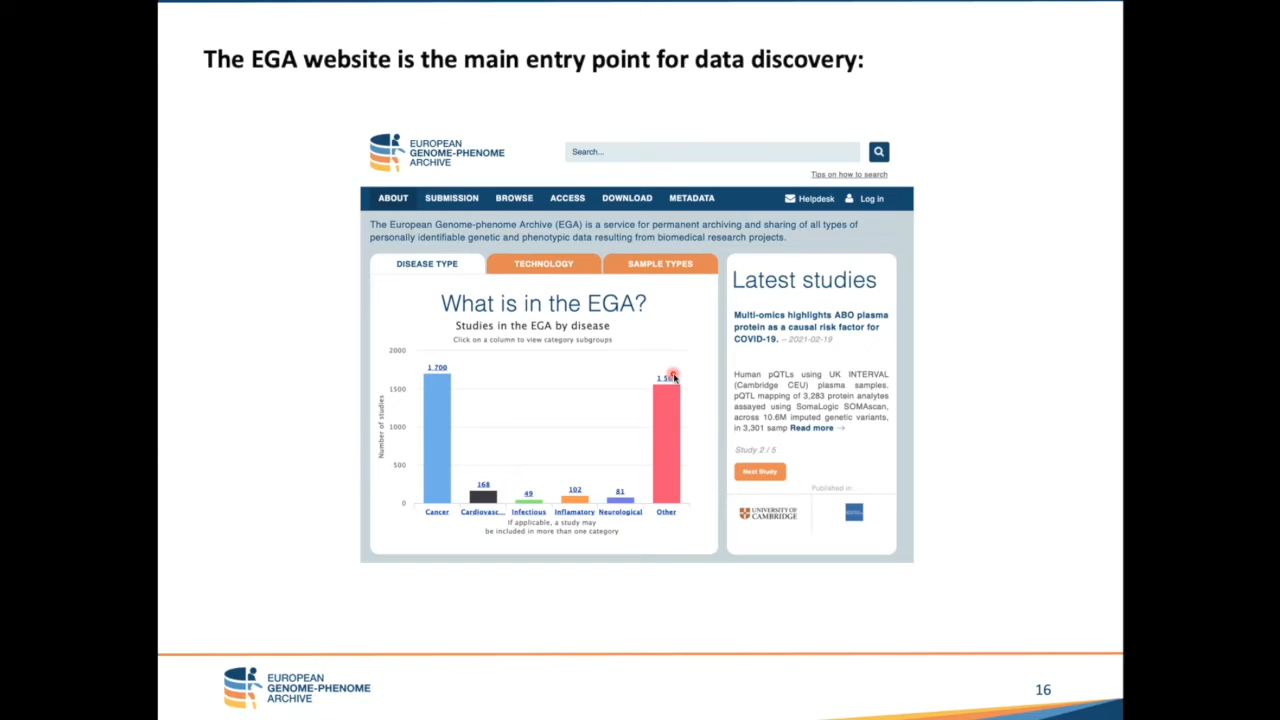 The EGA website is the main entry point for data discovery:
EUROPEAN
GENOME-PHENOME
ARCHIVE
Search...
Tips on how to search
ABOUT SUBMISSION BROWSE ACCESS DOWNLOAD METADATA Helpdesk Log in
The European Genome-phenome Archive (EGA) is a service for permanent archiving and sharing of all types of
personally identifiable genetic and phenotypic data resulting from biomedical research projects.
DISEASE TYPE TECHNOLOGY SAMPLE TYPES
What is in the EGA?
Studies in the EGA by disease
Click on a column to view category subgroups
Number of studies
2000
1500
1000
500
0
1 700
168
49
102
81
Cancer Cardiovasc... Infectious Inflamatory Neurological Other
If applicable, a study may
be included in more than one category
Latest studies
Multi-omics highlights ABO plasma
protein as a causal risk factor for
COVID-19. – 2021-02-19
Human pQTLs using UK INTERVAL
(Cambridge CEU) plasma samples.
pQTL mapping of 3,283 protein analytes
assayed using SomaLogic SOMAscan,
across 10.6M imputed genetic variants,
in 3,301 samp Read more →
Study 2 / 5
Next Study
Published in:
UNIVERSITY OF
CAMBRIDGE
EUROPEAN
GENOME-PHENOME
ARCHIVE
16